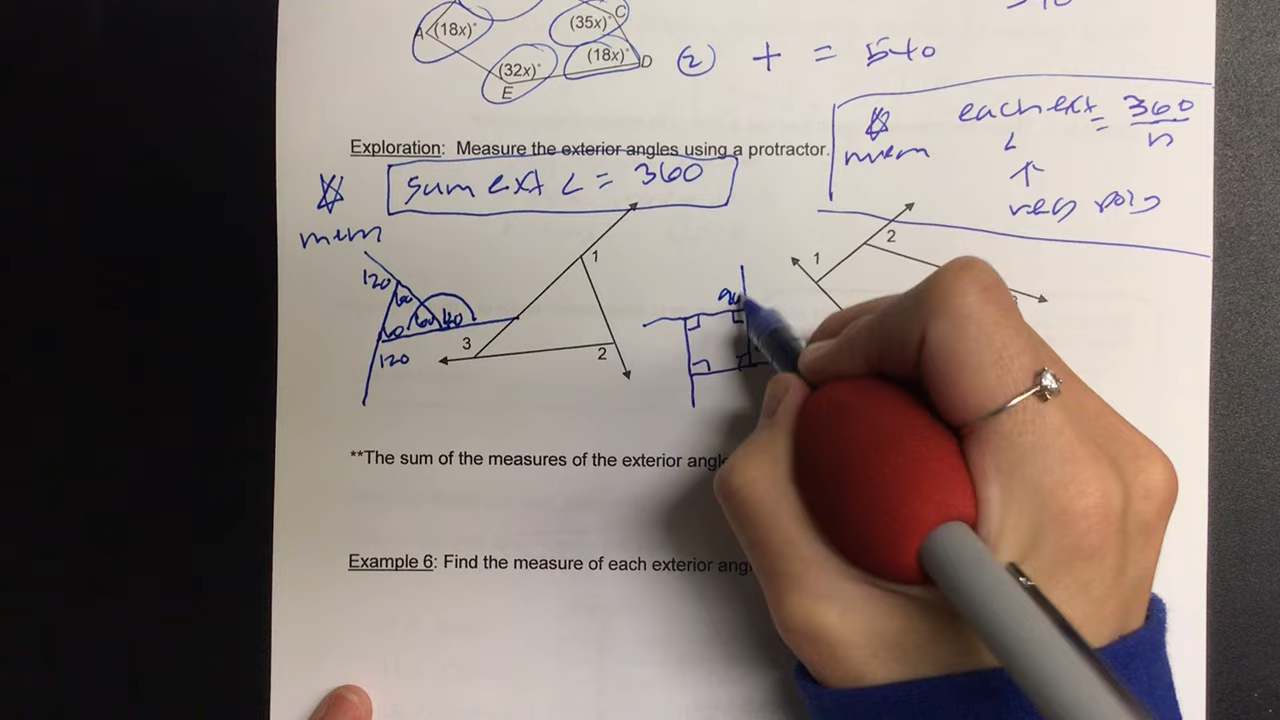 C
A (18x)° (35x)°
(18x)° D
(32x)°
E
② + = 540
Exploration: Measure the exterior angles using a protractor.
☆ sum ext ∠ = 360
mem
☆ each ext = 360/n
mem ∠
↑
reg poly
1
2
3
1
2
120
60
60 60
120
90
**The sum of the measures of the exterior angl
Example 6: Find the measure of each exterior ang